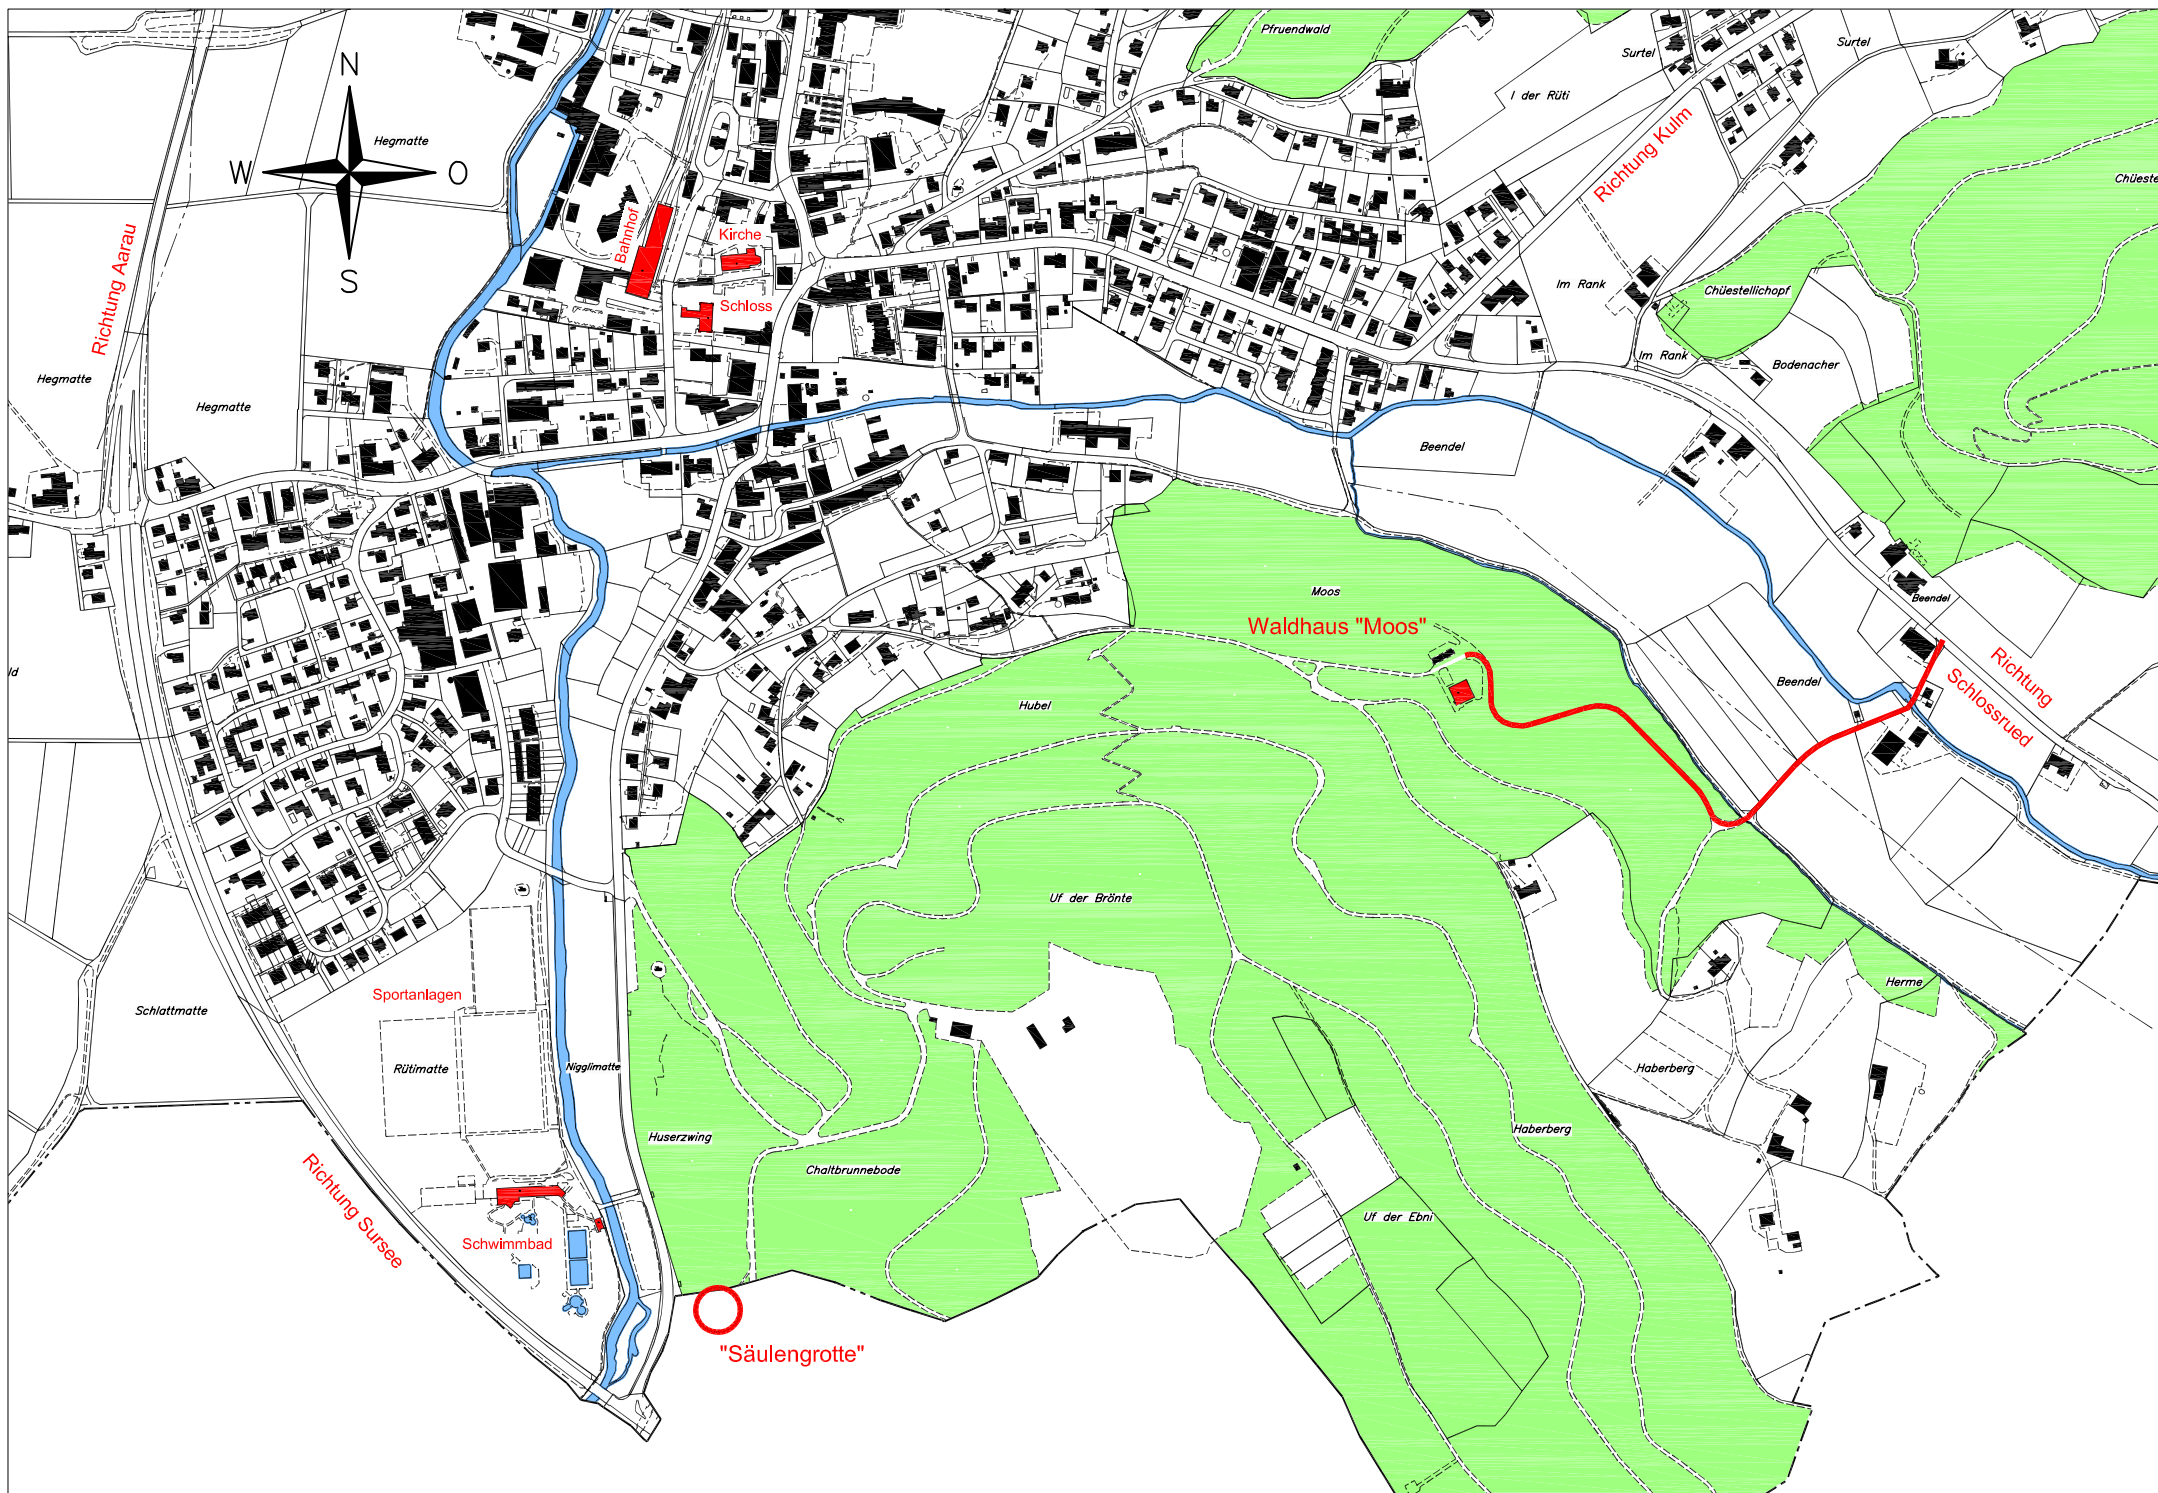 Pfruendwald
Surtel
Surtel
N
Hegmatte
W
O
S
I der Rüti
Richtung Kulm
Richtung Aarau
Bahnhof
Kirche
Schloss
Im Rank
Chüestellichopf
Im Rank
Bodenacher
Hegmatte
Hegmatte
Beendel
Moos
Waldhaus "Moos"
Beendel
Richtung
Schlossrued
Beendel
Hubel
Uf der Brönte
Herme
Sportanlagen
Schlattmatte
Rütimatte
Nigglimatte
Haberberg
Huserzwing
Haberberg
Chaltbrunnebode
Richtung Sursee
Uf der Ebni
Schwimmbad
"Säulengrotte"